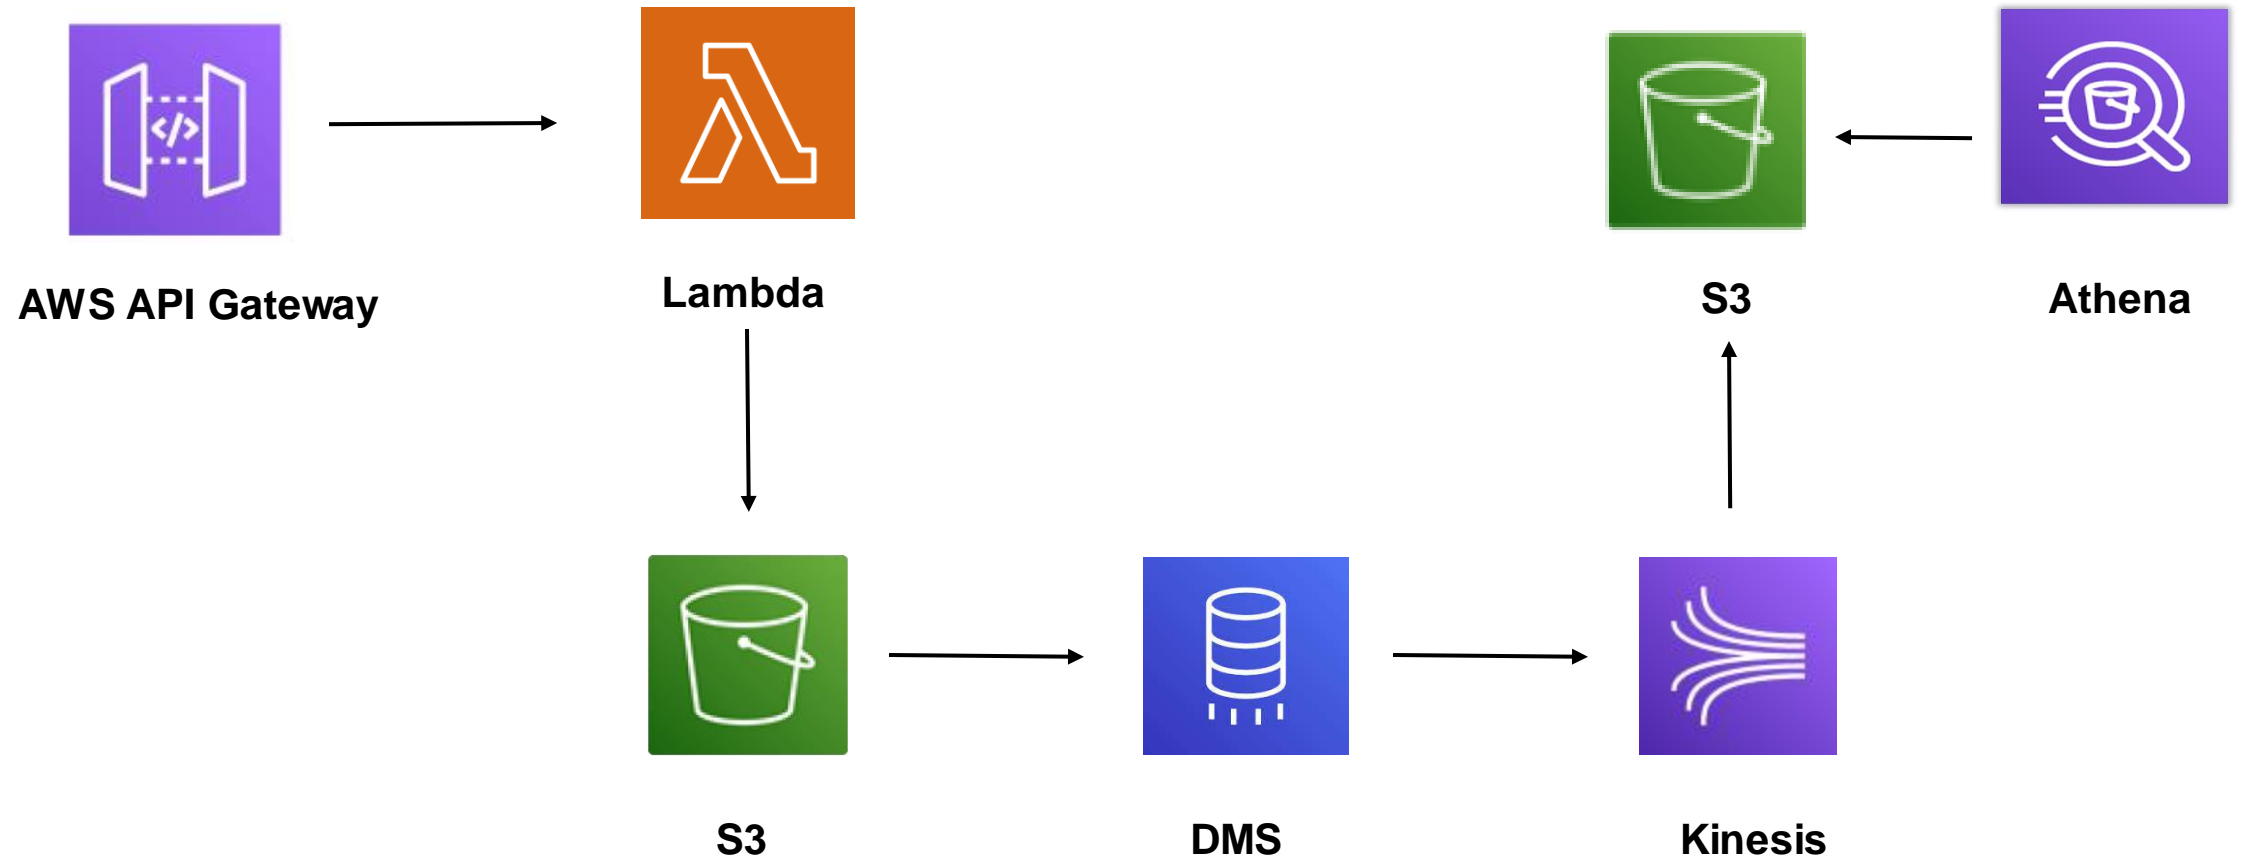 AWS API Gateway
Lambda
S3
Athena
S3
DMS
Kinesis